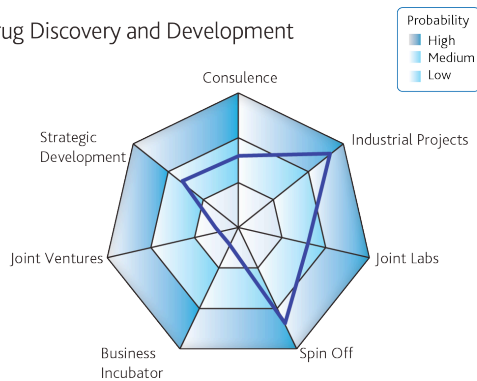 rug Discovery and Development
Probability
High
Medium
Low
Consulence
Strategic
Development
Industrial Projects
Joint Ventures
Joint Labs
Business
Incubator
Spin Off